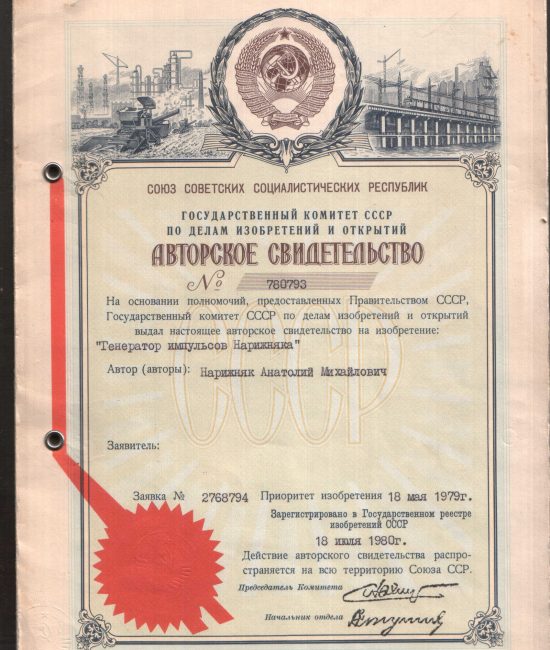 СОЮЗ СОВЕТСКИХ СОЦИАЛИСТИЧЕСКИХ РЕСПУБЛИК
ГОСУДАРСТВЕННЫЙ КОМИТЕТ СССР
ПО ДЕЛАМ ИЗОБРЕТЕНИЙ И ОТКРЫТИЙ
АВТОРСКОЕ СВИДЕТЕЛЬСТВО
№ 780793
На основании полномочий, предоставленных Правительством СССР,
Государственный комитет СССР по делам изобретений и открытий
выдал настоящее авторское свидетельство на изобретение:
"Генератор импульсов Нарижняка"
Автор (авторы): Нарижняк Анатолий Михайлович
СССР
Заявитель:
Заявка № 2768794 Приоритет изобретения 18 мая 1979г.
Зарегистрировано в Государственном реестре
изобретений СССР
18 июля 1980г.
Действие авторского свидетельства распро-
страняется на всю территорию Союза ССР.
Председатель Комитета
Начальник отдела